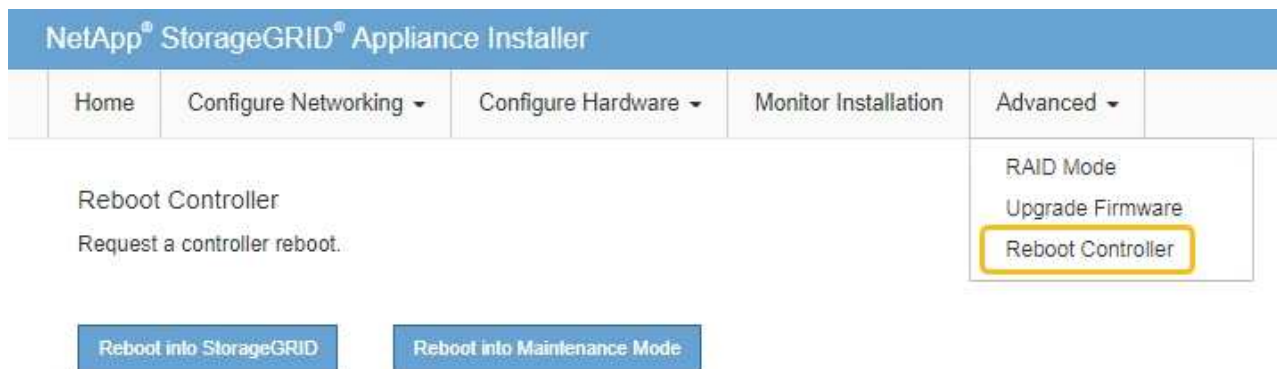 NetApp® StorageGRID® Appliance Installer
Home Configure Networking Configure Hardware Monitor Installation Advanced
RAID Mode
Upgrade Firmware
Reboot Controller
Reboot Controller
Request a controller reboot.
Reboot into StorageGRID Reboot into Maintenance Mode